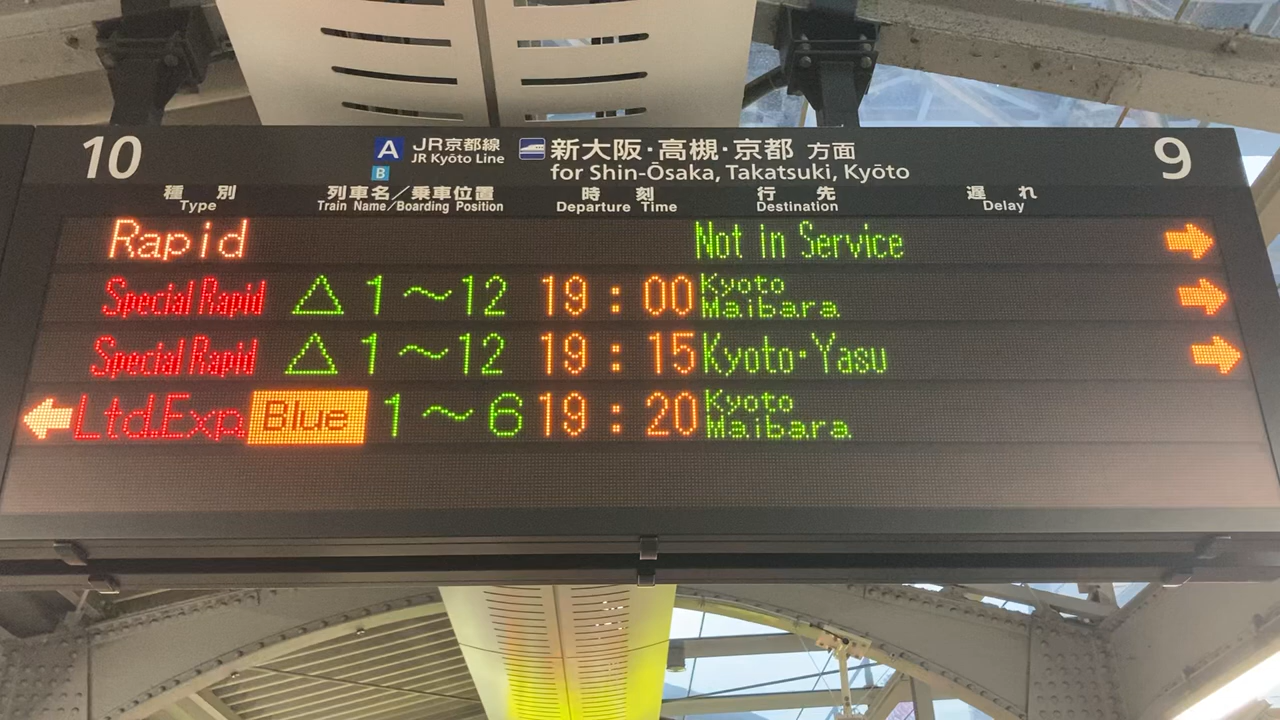 10 A JR京都線 新大阪・高槻・京都 方面 9
JR Kyōto Line
B for Shin-Ōsaka, Takatsuki, Kyōto
種別 列車名/乗車位置 時刻 行先 遅れ
Type Train Name/Boarding Position Departure Time Destination Delay
Rapid Not in Service →
Special Rapid △ 1～12 19:00 Kyoto
Maibara →
Special Rapid △ 1～12 19:15 Kyoto・Yasu →
← Ltd.Exp. Blue 1～6 19:20 Kyoto
Maibara